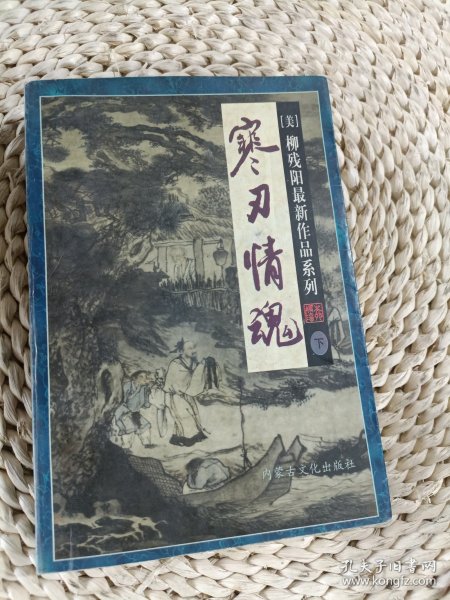 [美] 柳残阳最新作品系列
下
寒刃情魂
内蒙古文化出版社
孔夫子旧书网
www.kongfz.com